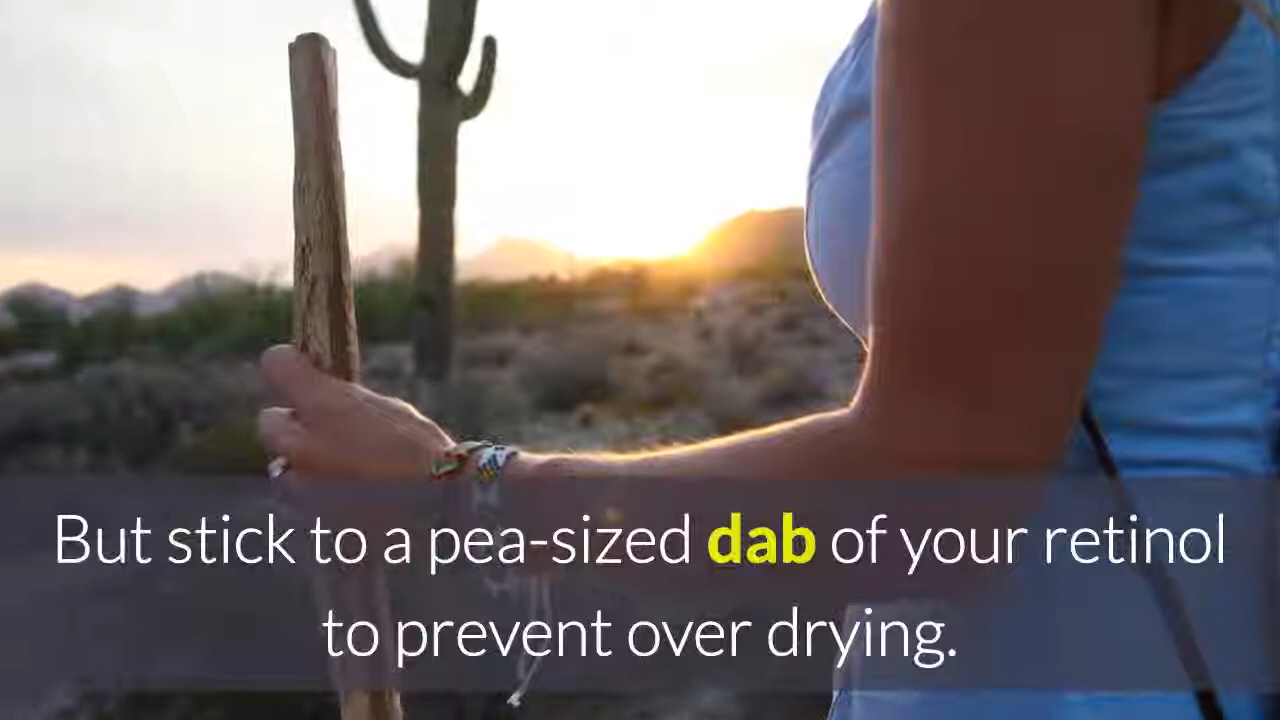 But stick to a pea-sized dab of your retinol
to prevent over drying.